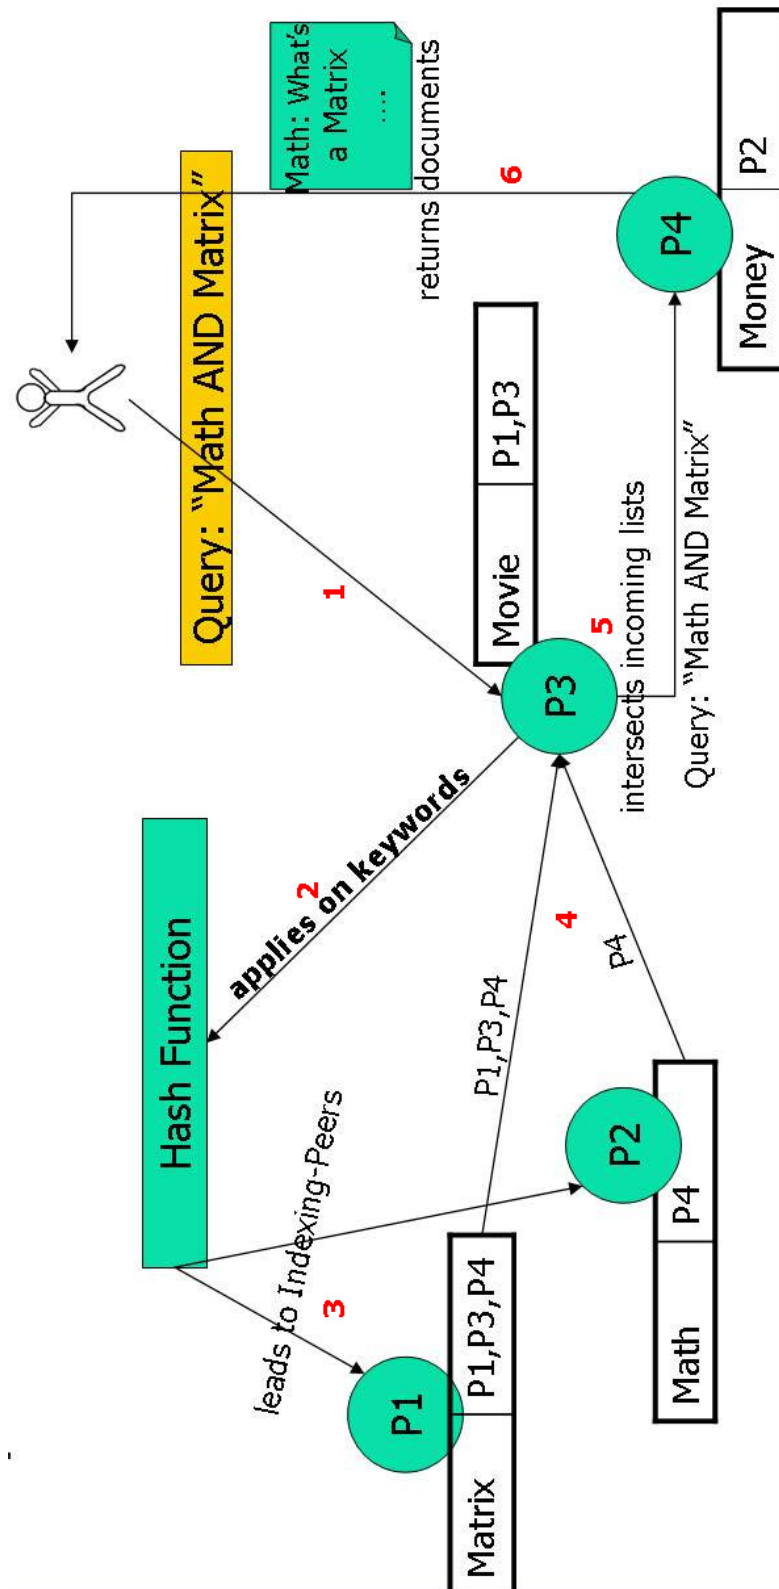 Hash Function
Query: “Math AND Matrix”
Math: What's
a Matrix
....
leads to Indexing-Peers
3
applies on keywords
2
1
returns documents
6
P1
Matrix
P1,P3,P4
P1,P3,P4
Movie
P1,P3
P3
4
5
intersects incoming lists
P2
Math
P4
P4
Query: “Math AND Matrix”
P4
Money
P2